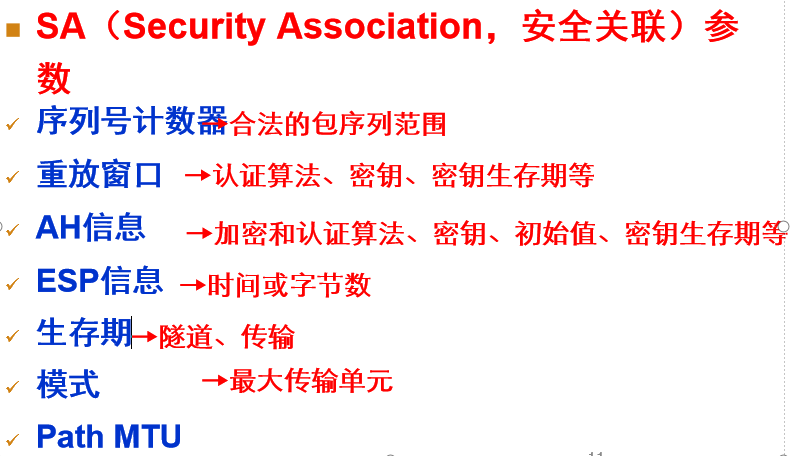 SA（Security Association，安全关联）参
数
序列号计数器→合法的包序列范围
重放窗口 →认证算法、密钥、密钥生存期等
AH信息 →加密和认证算法、密钥、初始值、密钥生存期等
ESP信息 →时间或字节数
生存期→隧道、传输
模式 →最大传输单元
Path MTU